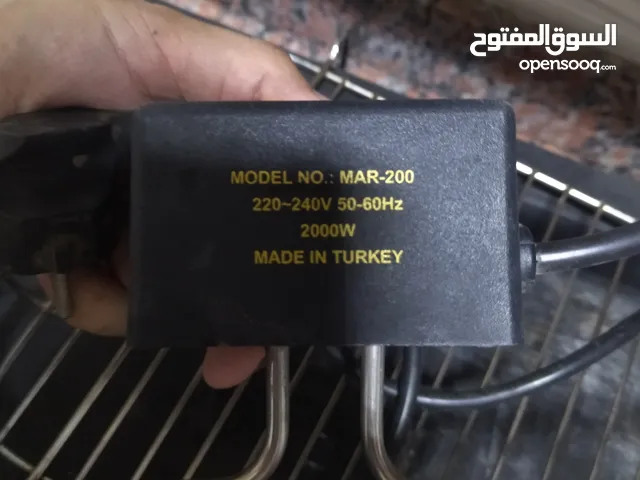 السوق المفتوح
opensooq.com
MODEL NO.: MAR-200
220~240V 50-60Hz
2000W
MADE IN TURKEY